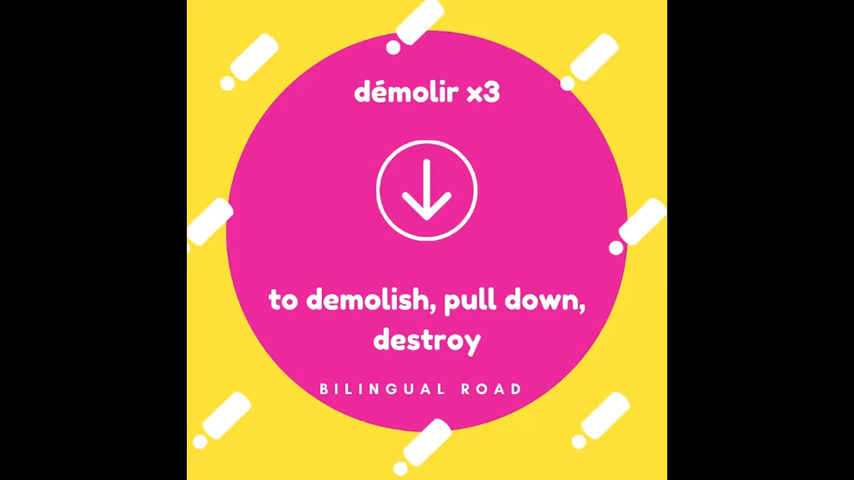 démolir x3
to demolish, pull down,
destroy
BILINGUAL ROAD